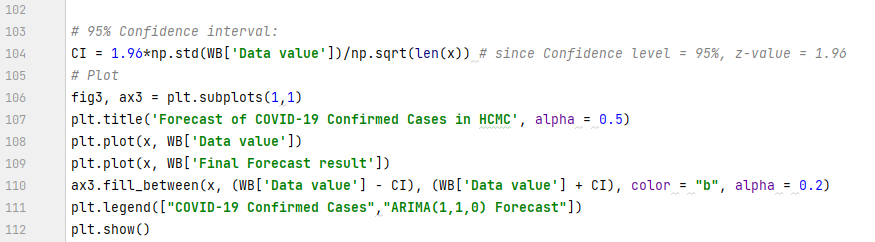 102
103 # 95% Confidence interval:
104 CI = 1.96*np.std(WB['Data value'])/np.sqrt(len(x)) # since Confidence level = 95%, z-value = 1.96
105 # Plot
106 fig3, ax3 = plt.subplots(1,1)
107 plt.title('Forecast of COVID-19 Confirmed Cases in HCMC', alpha = 0.5)
108 plt.plot(x, WB['Data value'])
109 plt.plot(x, WB['Final Forecast result'])
110 ax3.fill_between(x, (WB['Data value'] - CI), (WB['Data value'] + CI), color = "b", alpha = 0.2)
111 plt.legend(["COVID-19 Confirmed Cases","ARIMA(1,1,0) Forecast"])
112 plt.show()